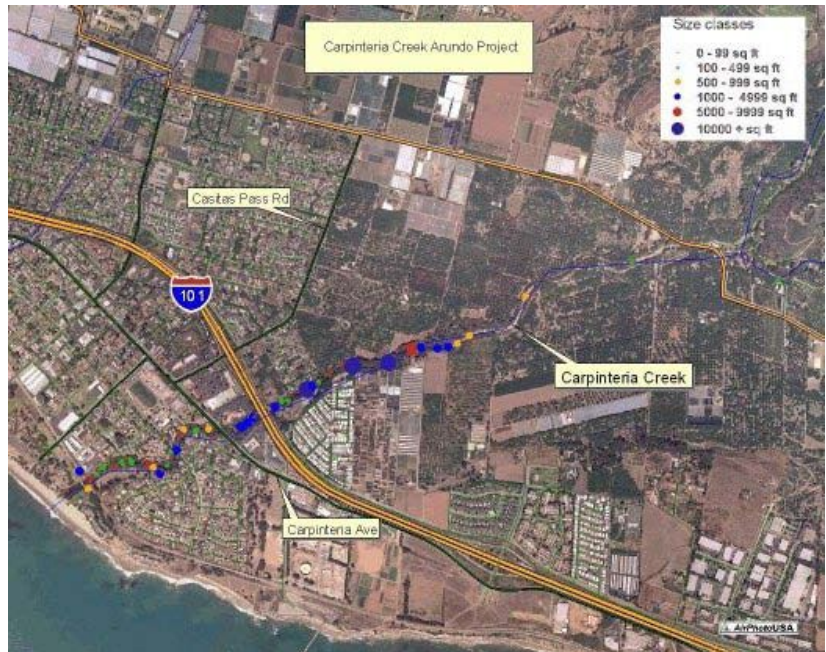 Carpinteria Creek Arundo Project
Size classes
0 - 99 sq ft
100 - 499 sq ft
500 - 999 sq ft
1000 - 4999 sq ft
5000 - 9999 sq ft
10000 + sq ft
Casitas Pass Rd
101
Carpinteria Creek
Carpinteria Ave
AirPhotoUSA